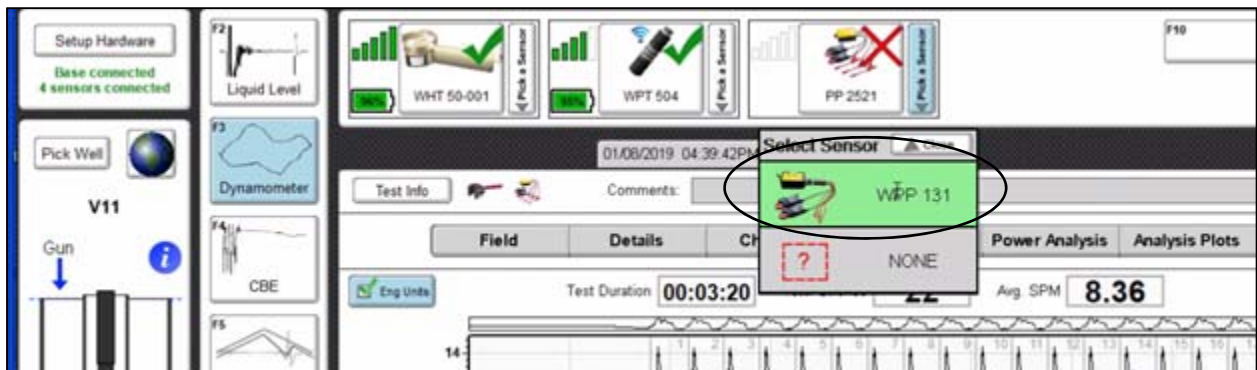 Setup Hardware
Base connected
4 sensors connected
Pick Well
V11
Gun
F2
Liquid Level
F3
Dynamometer
F4
CBE
F5
96%
WHT 50-001
Pick a Sensor
WPT 504
Pick a Sensor
PP 2521
Pick a Sensor
F10
01/08/2019 04:39:42PM
Select Sensor
Close
WPP 131
?
NONE
Test Info
Comments:
Field
Details
Ch
Power Analysis
Analysis Plots
Eng Units
Test Duration
00:03:20
22
Avg. SPM
8.36
14
1 2 3 4 5 6 7 8 9 10 11 12 13 14 15 16